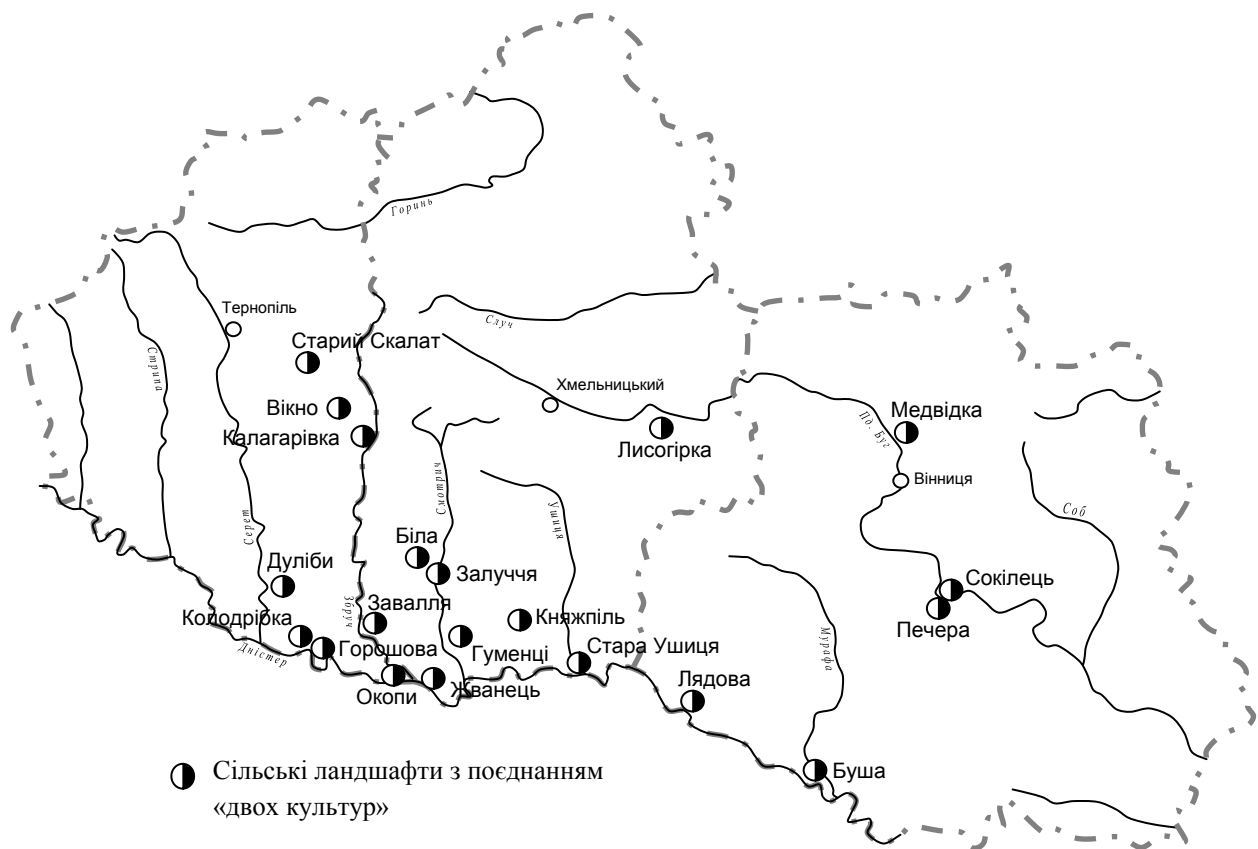 Горинь
Тернопіль
Случ
Старий Скалат
Стрипа
Хмельницький
Вікно
Медвідка
Пд. Буг
Калагарівка
Лисогірка
Вінниця
Смотрич
Ушиця
Соб
Серет
Біла
Залуччя
Дуліби
Сокілець
Збруч
Завалля
Княжпіль
Печера
Колодрібка
Мурафа
Горошова
Гуменці
Стара Ушиця
Дністер
Окопи
Жванець
Лядова
Буша
Сільські ландшафти з поєднанням
«двох культур»